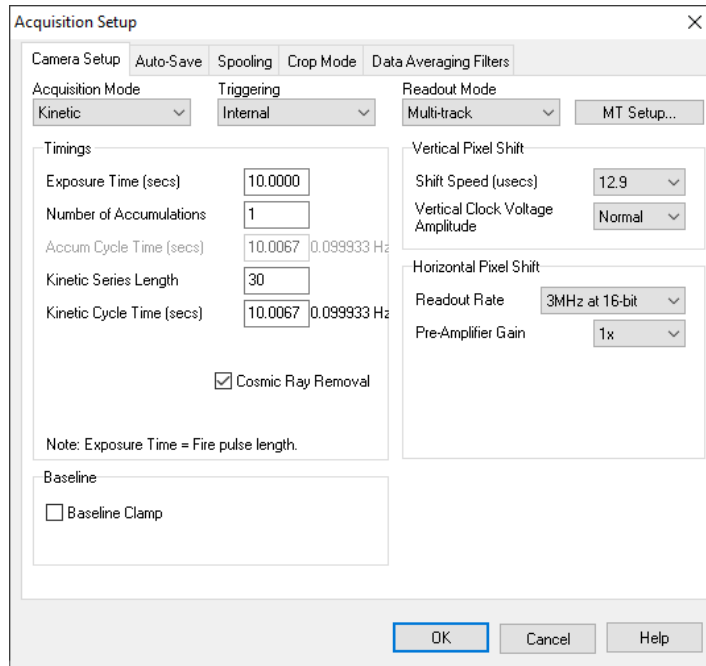 Acquisition Setup
Camera Setup Auto-Save Spooling Crop Mode Data Averaging Filters
Acquisition Mode Triggering Readout Mode
Kinetic Internal Multi-track MT Setup...
Timings
Exposure Time (secs) 10.0000
Number of Accumulations 1
Accum Cycle Time (secs) 10.0067 0.099933 Hz
Kinetic Series Length 30
Kinetic Cycle Time (secs) 10.0067 0.099933 Hz
Cosmic Ray Removal
Note: Exposure Time = Fire pulse length.
Baseline
Baseline Clamp
Vertical Pixel Shift
Shift Speed (usecs) 12.9
Vertical Clock Voltage
Amplitude Normal
Horizontal Pixel Shift
Readout Rate 3MHz at 16-bit
Pre-Amplifier Gain 1x
OK Cancel Help